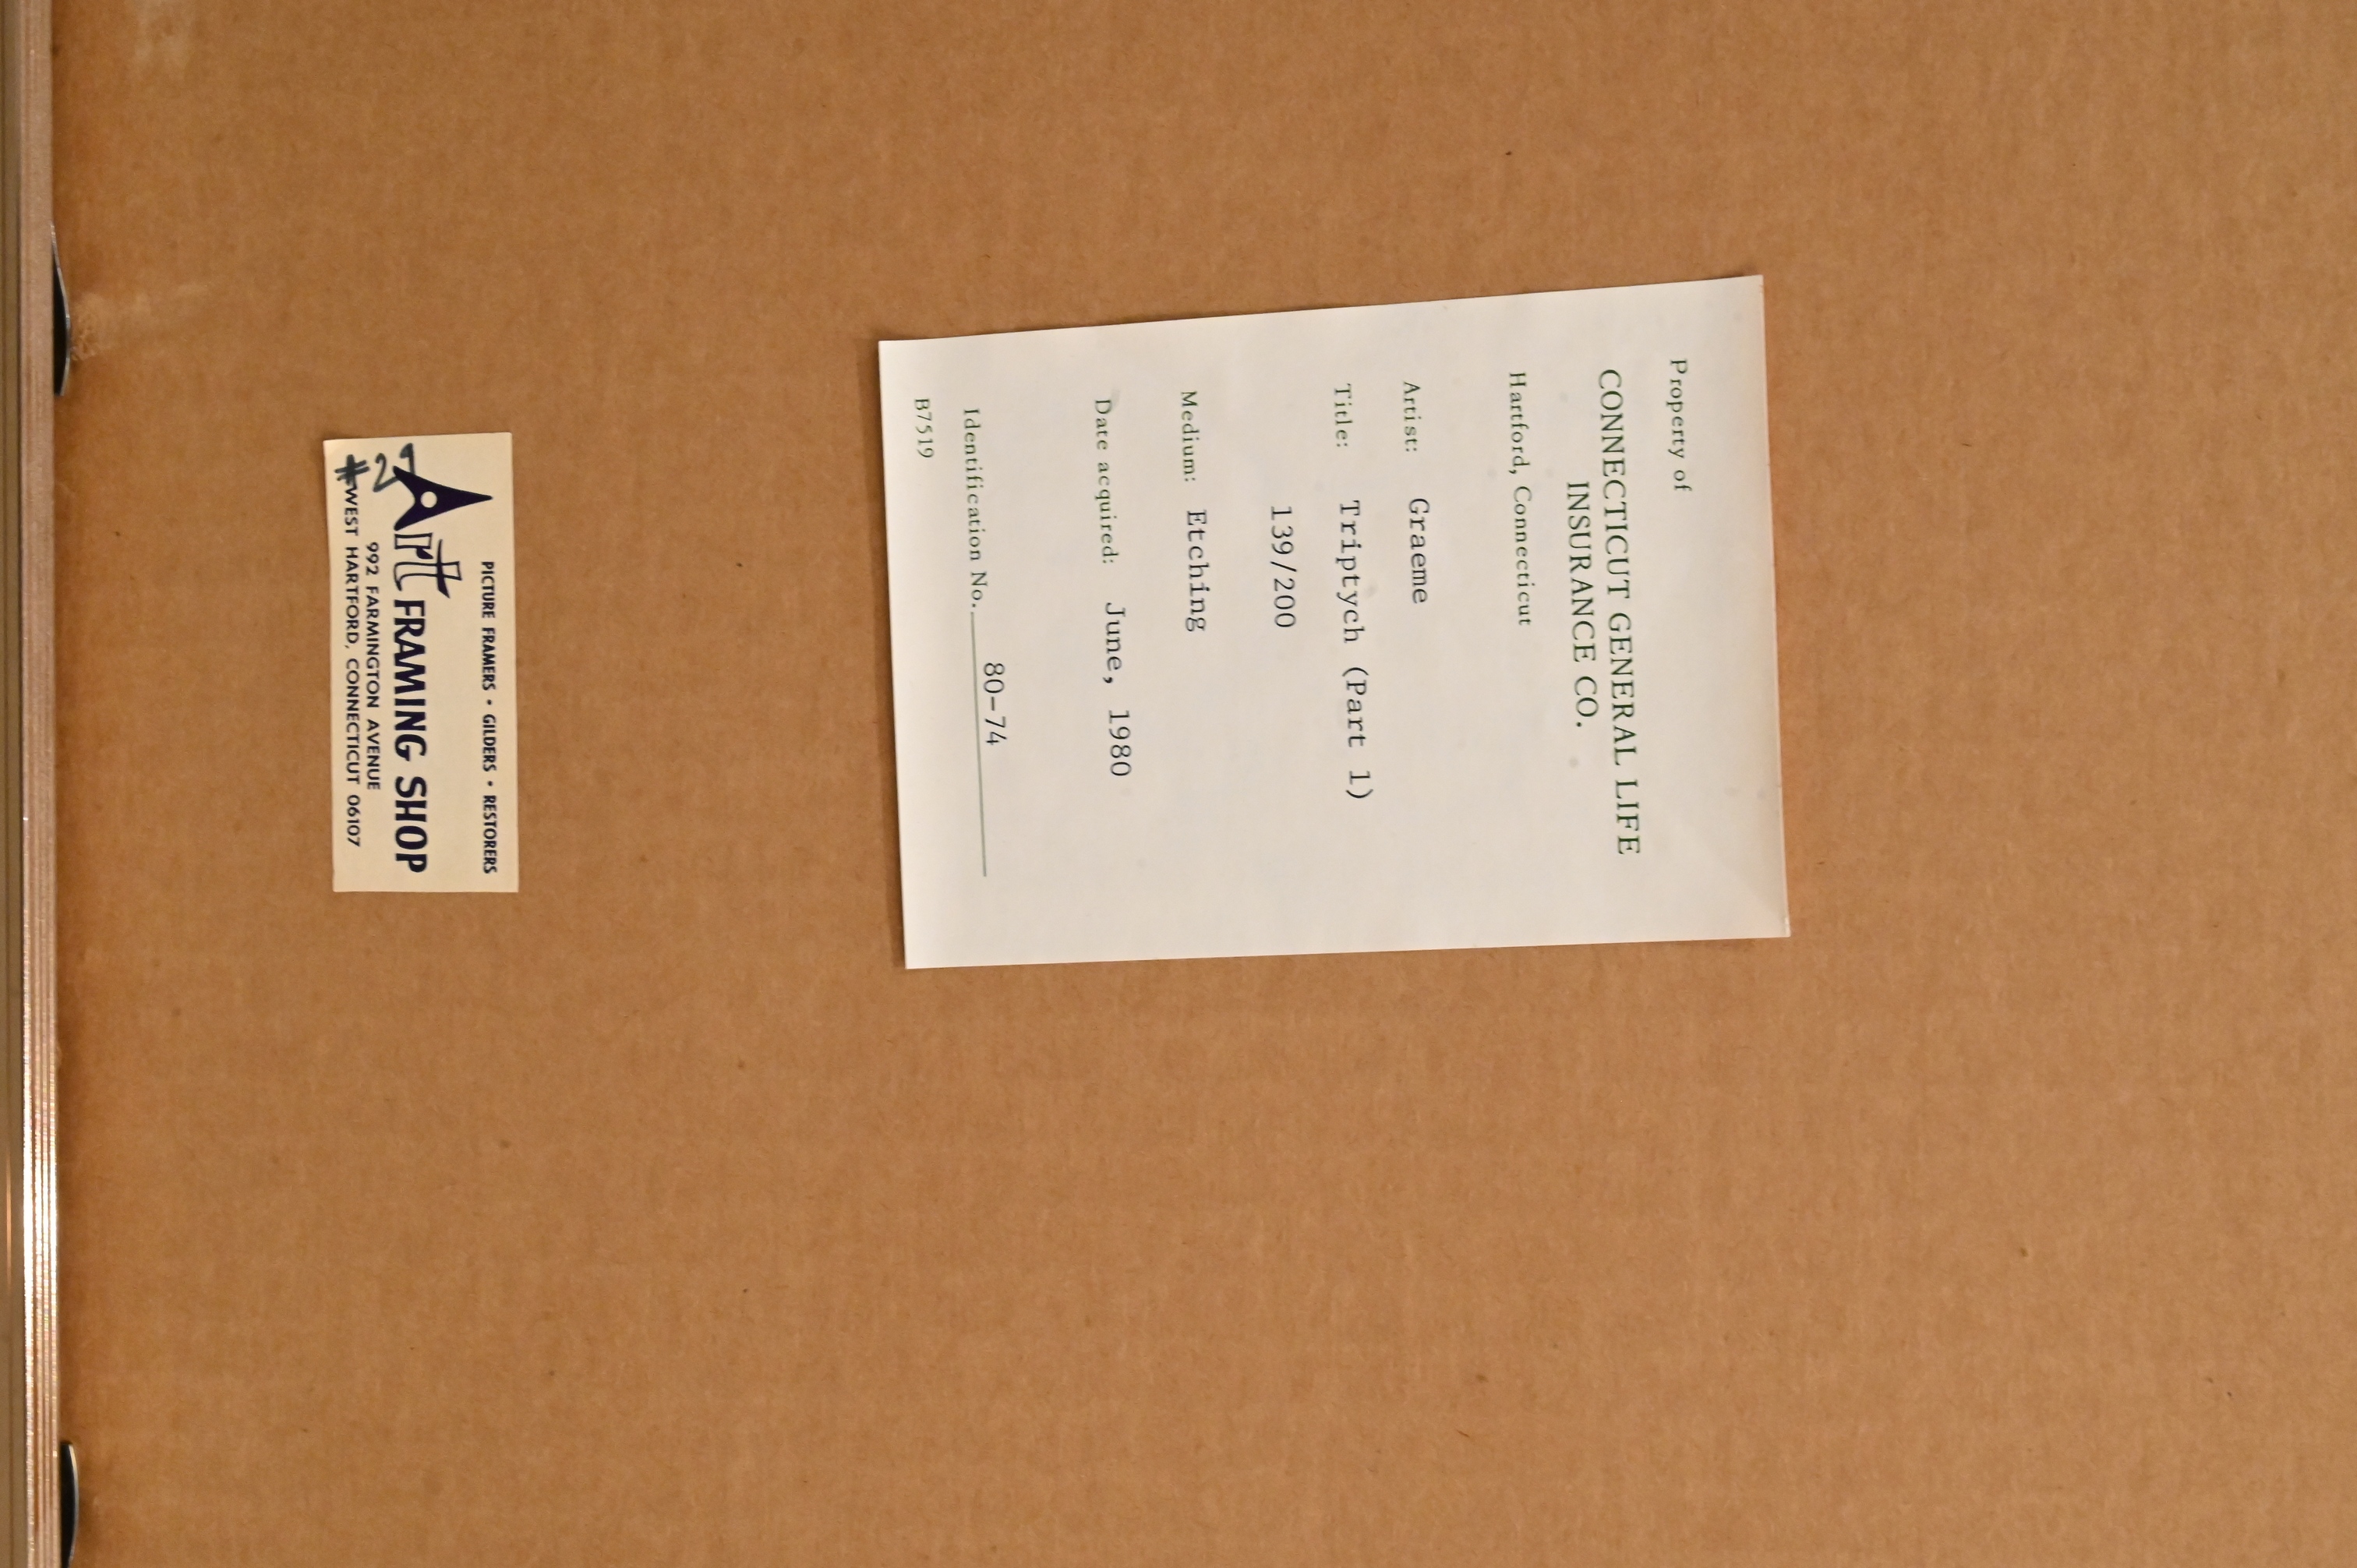 Property of
CONNECTICUT GENERAL LIFE
INSURANCE CO.
Hartford, Connecticut
Artist: Graeme
Title: Triptych (Part 1)
139/200
Medium: Etching
Date acquired: June, 1980
Identification No. 80-74
B7519
PICTURE FRAMERS • GILDERS • RESTORERS
Art FRAMING SHOP
992 FARMINGTON AVENUE
WEST HARTFORD, CONNECTICUT 06107
#29